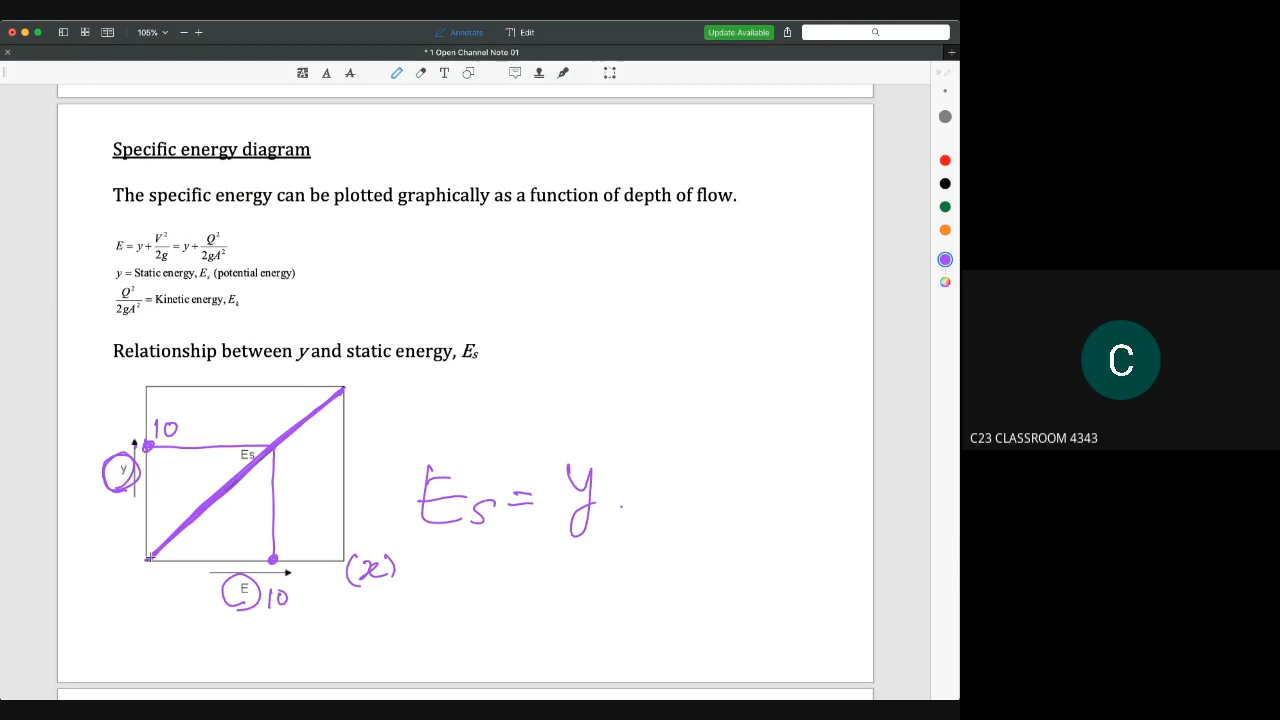 106%
Annotate
Edit
Update Available
* 1 Open Channel Note 01
Specific energy diagram
The specific energy can be plotted graphically as a function of depth of flow.
E = y + V²/2g = y + Q²/2gA²
y = Static energy, Es (potential energy)
Q²/2gA² = Kinetic energy, Ek
Relationship between y and static energy, Es
10
y
Es
Es = y .
(x)
E
10
C
C23 CLASSROOM 4343